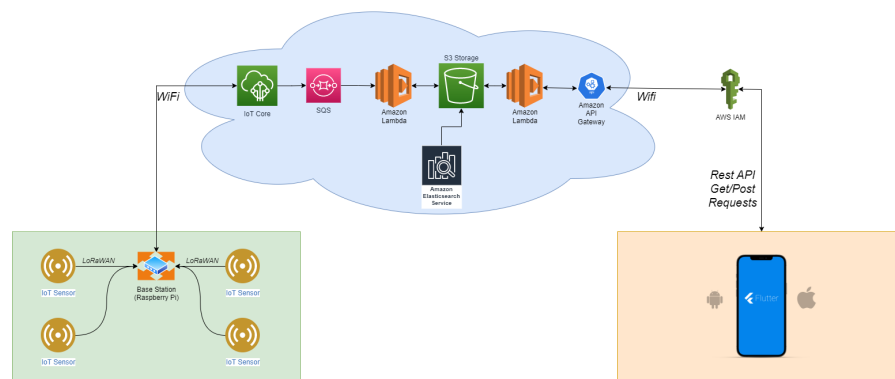 S3 Storage
WiFi
IoT Core
SQS
Amazon
Lambda
Amazon
Lambda
Amazon
API
Gateway
Wifi
AWS IAM
Amazon
Elasticsearch
Service
Rest API
Get/Post
Requests
LoRaWAN
LoRaWAN
IoT Sensor
Base Station
(Raspberry Pi)
IoT Sensor
Flutter
IoT Sensor
IoT Sensor